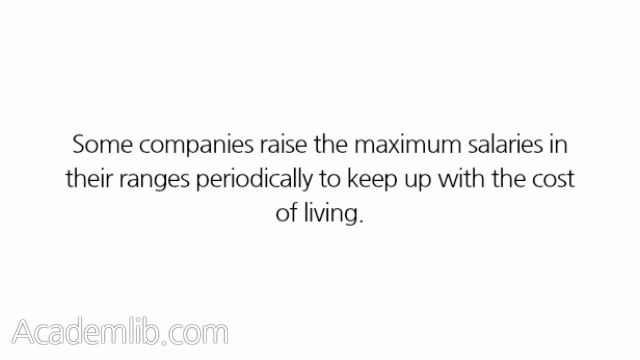 Some companies raise the maximum salaries in
their ranges periodically to keep up with the cost
of living.
Academlib.com